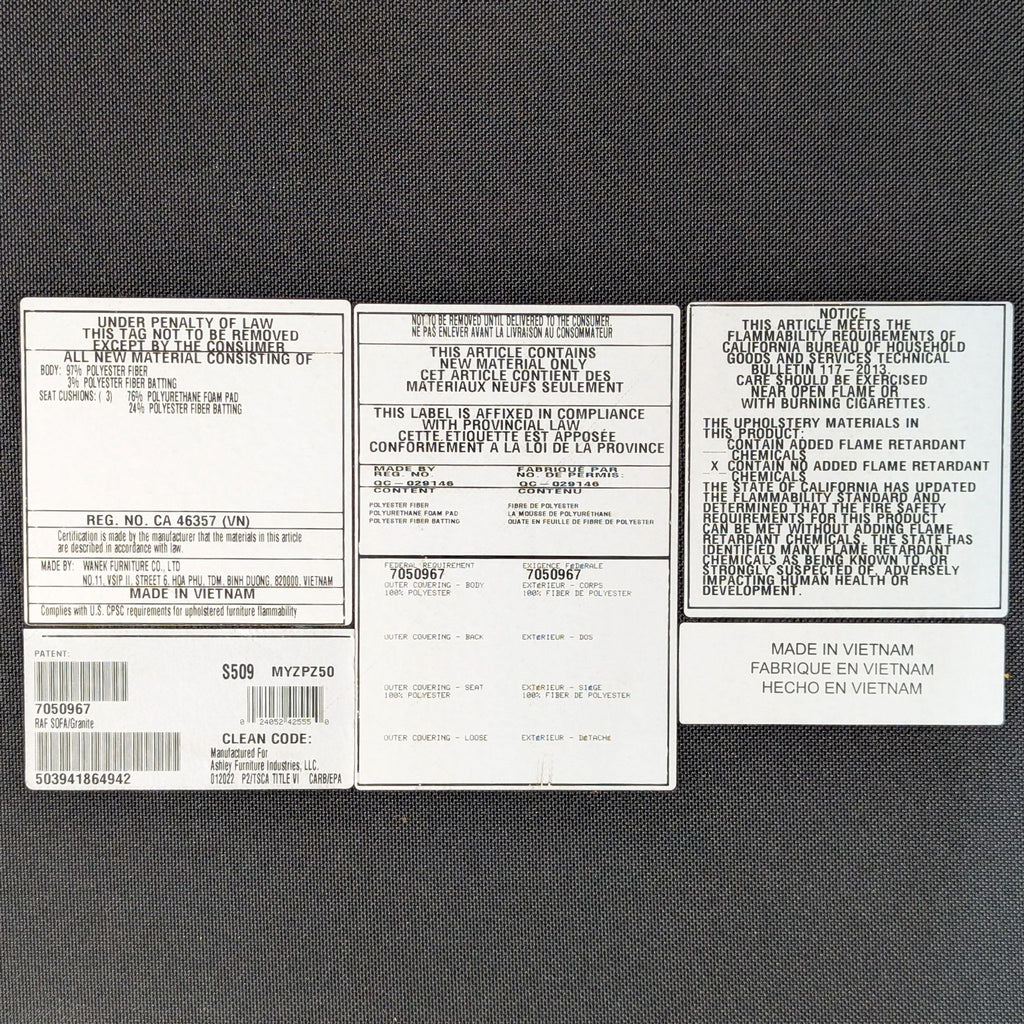 UNDER PENALTY OF LAW
THIS TAG NOT TO BE REMOVED
EXCEPT BY THE CONSUMER
ALL NEW MATERIAL CONSISTING OF
BODY: 97% POLYESTER FIBER
3% POLYESTER FIBER BATTING
SEAT CUSHIONS: ( 3) 76% POLYURETHANE FOAM PAD
24% POLYESTER FIBER BATTING
REG. NO. CA 46357 (VN)
Certification is made by the manufacturer that the materials in this article
are described in accordance with law.
MADE BY: WANEK FURNITURE CO., LTD
NO.11, VSIP II, STREET 6, HOA PHU, TDM, BINH DUONG, 820000, VIETNAM
MADE IN VIETNAM
Complies with U.S. CPSC requirements for upholstered furniture flammability
PATENT:
S509 MYZPZ50
7050967
RAF SOFA/Granite
0 24052 42555 0
CLEAN CODE:
Manufactured For
Ashley Furniture Industries, LLC.
012022 P2/TSCA TITLE VI CARB/EPA
503941864942
NOT TO BE REMOVED UNTIL DELIVERED TO THE CONSUMER.
NE PAS ENLEVER AVANT LA LIVRAISON AU CONSOMMATEUR
THIS ARTICLE CONTAINS
NEW MATERIAL ONLY
CET ARTICLE CONTIENT DES
MATERIAUX NEUFS SEULEMENT
THIS LABEL IS AFFIXED IN COMPLIANCE
WITH PROVINCIAL LAW
CETTE ETIQUETTE EST APPOSÉE
CONFORMEMENT A LA LOI DE LA PROVINCE
MADE BY FABRIQUE PAR
REG. NO. NO. DE PERMIS:
QC-029146 QC-029146
CONTENT CONTENU
POLYESTER FIBER FIBRE DE POLYESTER
POLYURETHANE FOAM PAD LA MOUSSE DE POLYURETHANE
POLYESTER FIBER BATTING OUATE EN FEUILLE DE FIBRE DE POLYESTER
FEDERAL REQUIREMENT EXIGENCE FéDéRALE
7050967 7050967
OUTER COVERING - BODY EXTéRIEUR - CORPS
100% POLYESTER 100% FIBER DE POLYESTER
OUTER COVERING - BACK EXTéRIEUR - DOS
OUTER COVERING - SEAT EXTéRIEUR - SIéGE
100% POLYESTER 100% FIBER DE POLYESTER
OUTER COVERING - LOOSE EXTéRIEUR - DéTACHé
NOTICE
THIS ARTICLE MEETS THE
FLAMMABILITY REQUIREMENTS OF
CALIFORNIA BUREAU OF HOUSEHOLD
GOODS AND SERVICES TECHNICAL
BULLETIN 117-2013.
CARE SHOULD BE EXERCISED
NEAR OPEN FLAME OR
WITH BURNING CIGARETTES.
THE UPHOLSTERY MATERIALS IN
THIS PRODUCT:
___CONTAIN ADDED FLAME RETARDANT
CHEMICALS
_X_CONTAIN NO ADDED FLAME RETARDANT
CHEMICALS
THE STATE OF CALIFORNIA HAS UPDATED
THE FLAMMABILITY STANDARD AND
DETERMINED THAT THE FIRE SAFETY
REQUIREMENTS FOR THIS PRODUCT
CAN BE MET WITHOUT ADDING FLAME
RETARDANT CHEMICALS. THE STATE HAS
IDENTIFIED MANY FLAME RETARDANT
CHEMICALS AS BEING KNOWN TO, OR
STRONGLY SUSPECTED OF, ADVERSELY
IMPACTING HUMAN HEALTH OR
DEVELOPMENT.
MADE IN VIETNAM
FABRIQUE EN VIETNAM
HECHO EN VIETNAM